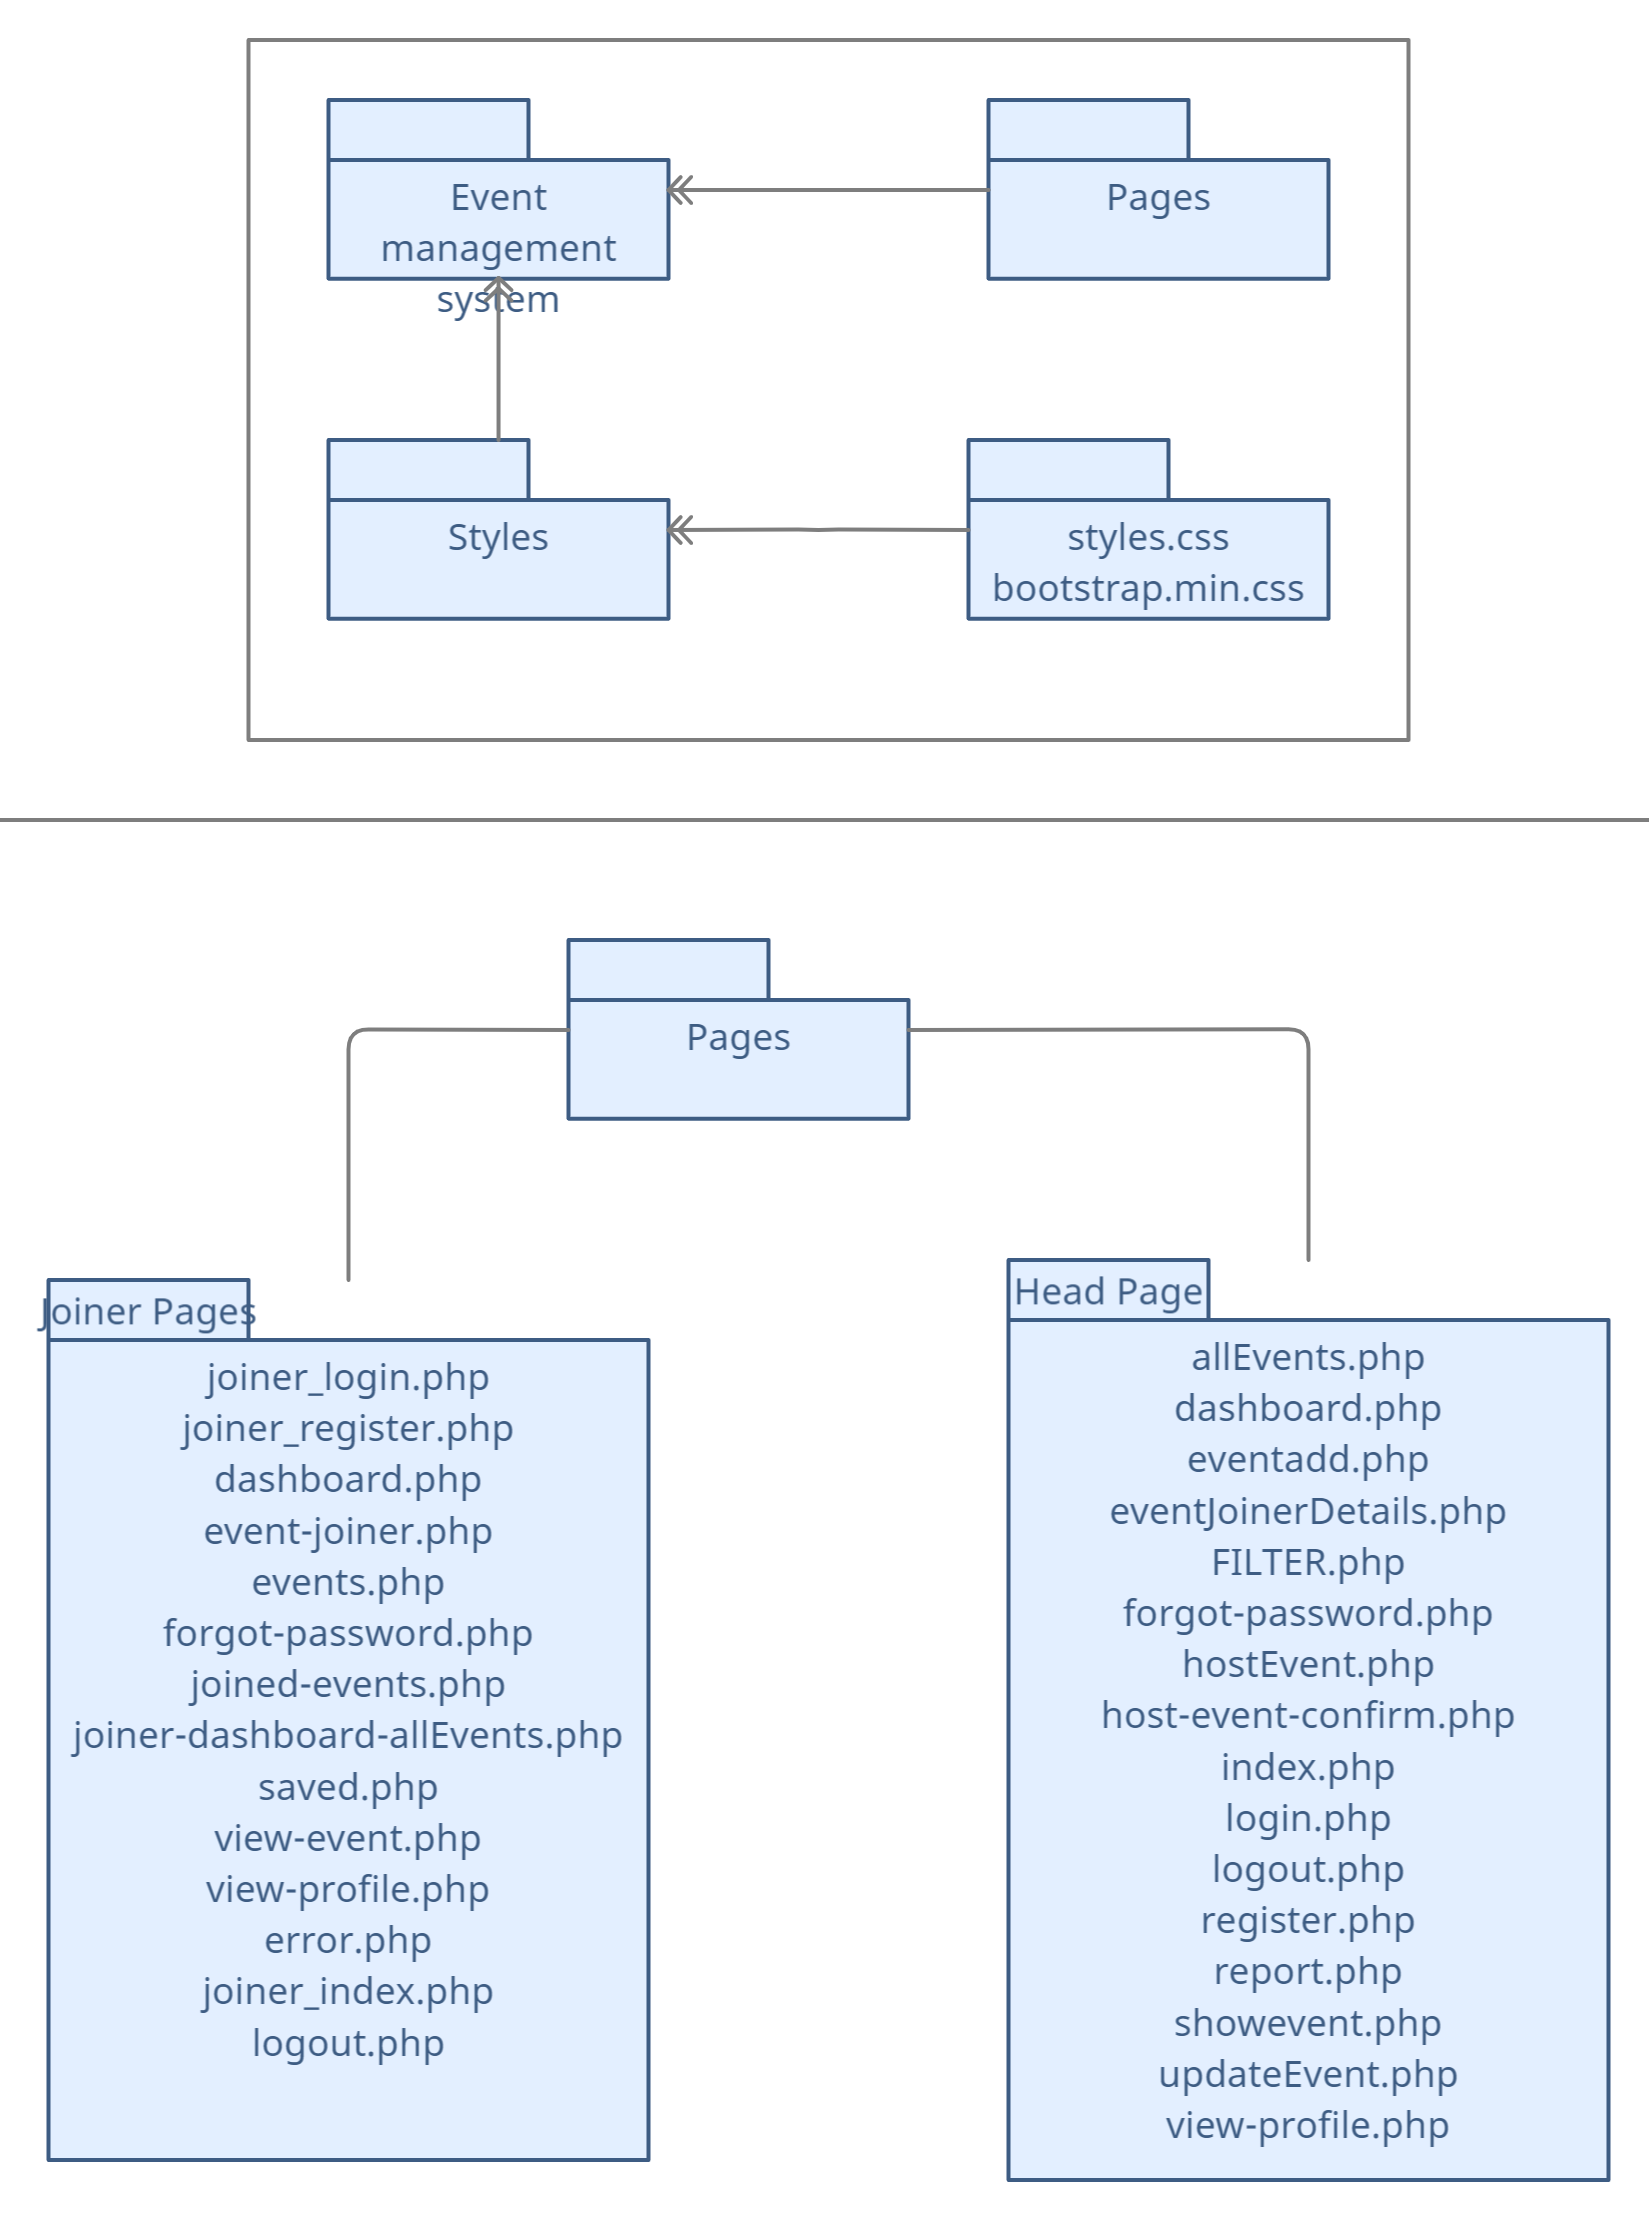 Event
management
system
Pages
Styles
styles.css
bootstrap.min.css
Pages
Joiner Pages
joiner_login.php
joiner_register.php
dashboard.php
event-joiner.php
events.php
forgot-password.php
joined-events.php
joiner-dashboard-allEvents.php
saved.php
view-event.php
view-profile.php
error.php
joiner_index.php
logout.php
Head Page
allEvents.php
dashboard.php
eventadd.php
eventJoinerDetails.php
FILTER.php
forgot-password.php
hostEvent.php
host-event-confirm.php
index.php
login.php
logout.php
register.php
report.php
showevent.php
updateEvent.php
view-profile.php